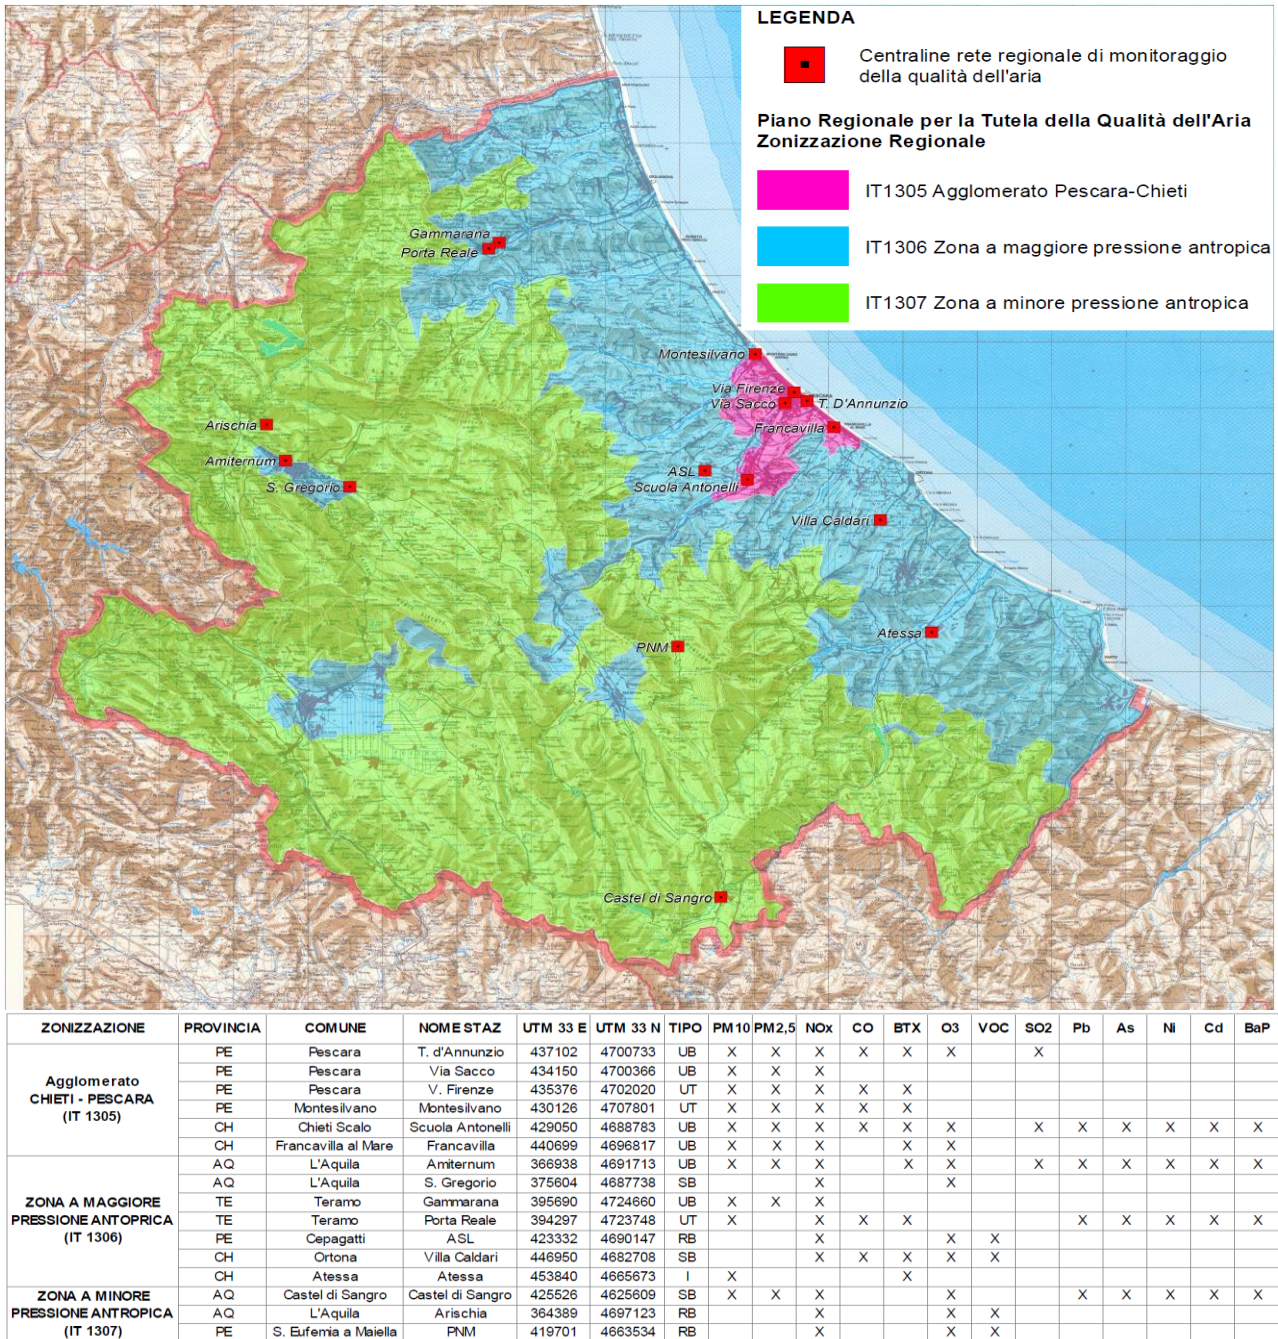 LEGENDA
Centraline rete regionale di monitoraggio
della qualità dell'aria
Piano Regionale per la Tutela della Qualità dell'Aria
Zonizzazione Regionale
IT1305 Agglomerato Pescara-Chieti
IT1306 Zona a maggiore pressione antropica
IT1307 Zona a minore pressione antropica
Gammarana
Porta Reale
Montesilvano
Via Firenze
Via Sacco
T. D'Annunzio
Francavilla
Arischia
Amiternum
S. Gregorio
ASL
Scuola Antonelli
Villa Caldari
Atessa
PNM
Castel di Sangro
ZONIZZAZIONE PROVINCIA COMUNE NOME STAZ UTM 33 E UTM 33 N TIPO PM10 PM2,5 NOx CO BTX O3 VOC SO2 Pb As Ni Cd BaP
Agglomerato
CHIETI - PESCARA
(IT 1305)
PE Pescara T. d'Annunzio 437102 4700733 UB X X X X X X X
PE Pescara Via Sacco 434150 4700366 UB X X X
PE Pescara V. Firenze 435376 4702020 UT X X X X X
PE Montesilvano Montesilvano 430126 4707801 UT X X X X X
CH Chieti Scalo Scuola Antonelli 429050 4688783 UB X X X X X X X X X X X X
CH Francavilla al Mare Francavilla 440699 4696817 UB X X X X X
ZONA A MAGGIORE
PRESSIONE ANTOPRICA
(IT 1306)
AQ L'Aquila Amiternum 366938 4691713 UB X X X X X X X X X X X
AQ L'Aquila S. Gregorio 375604 4687738 SB X X
TE Teramo Gammarana 395690 4724660 UB X X X
TE Teramo Porta Reale 394297 4723748 UT X X X X X X X X X
PE Cepagatti ASL 423332 4690147 RB X X X
CH Ortona Villa Caldari 446950 4682708 SB X X X X X
CH Atessa Atessa 453840 4665673 I X X
ZONA A MINORE
PRESSIONE ANTROPICA
(IT 1307)
AQ Castel di Sangro Castel di Sangro 425526 4625609 SB X X X X X X X X X
AQ L'Aquila Arischia 364389 4697123 RB X X X
PE S. Eufemia a Maiella PNM 419701 4663534 RB X X X